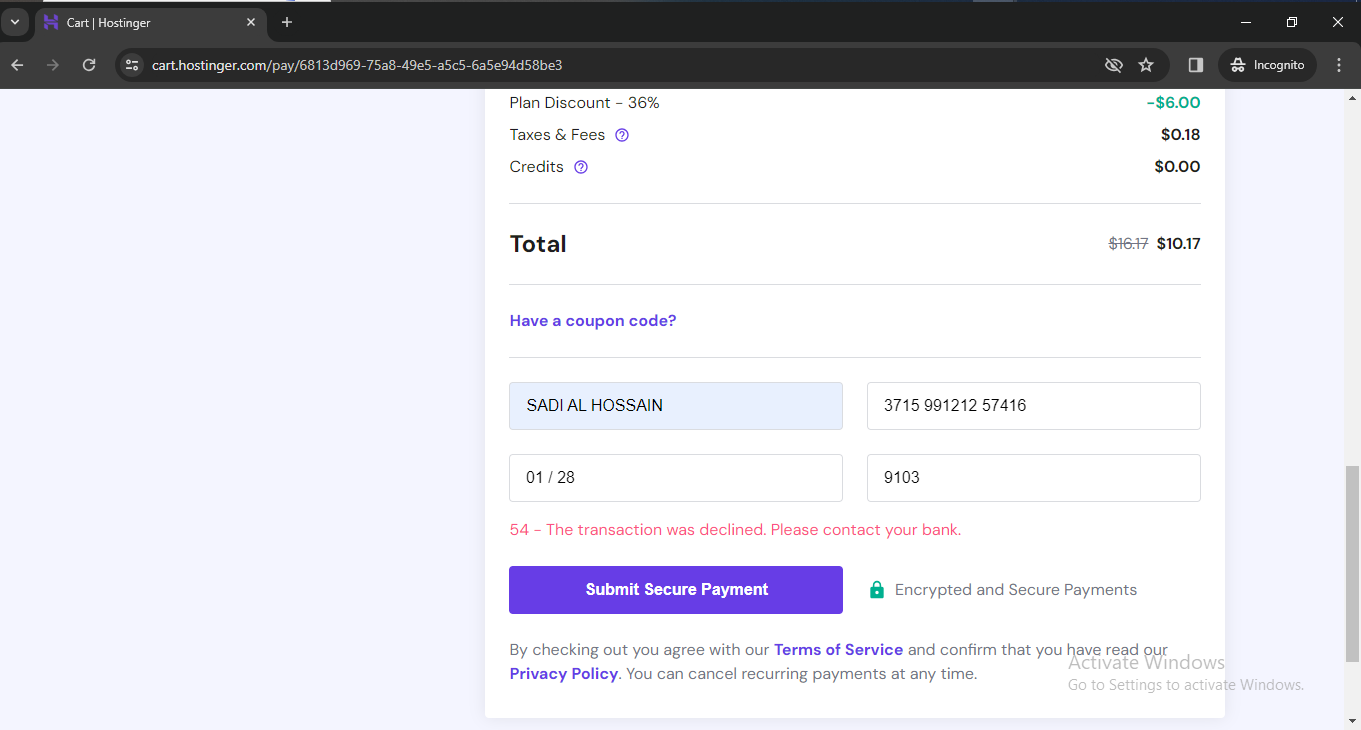 Cart | Hostinger
cart.hostinger.com/pay/6813d969-75a8-49e5-a5c5-6a5e94d58be3
Incognito
Plan Discount - 36% -$6.00
Taxes & Fees $0.18
Credits $0.00
Total $16.17 $10.17
Have a coupon code?
SADI AL HOSSAIN 3715 991212 57416
01 / 28 9103
54 - The transaction was declined. Please contact your bank.
Submit Secure Payment Encrypted and Secure Payments
By checking out you agree with our Terms of Service and confirm that you have read our
Privacy Policy. You can cancel recurring payments at any time.
Activate Windows
Go to Settings to activate Windows.